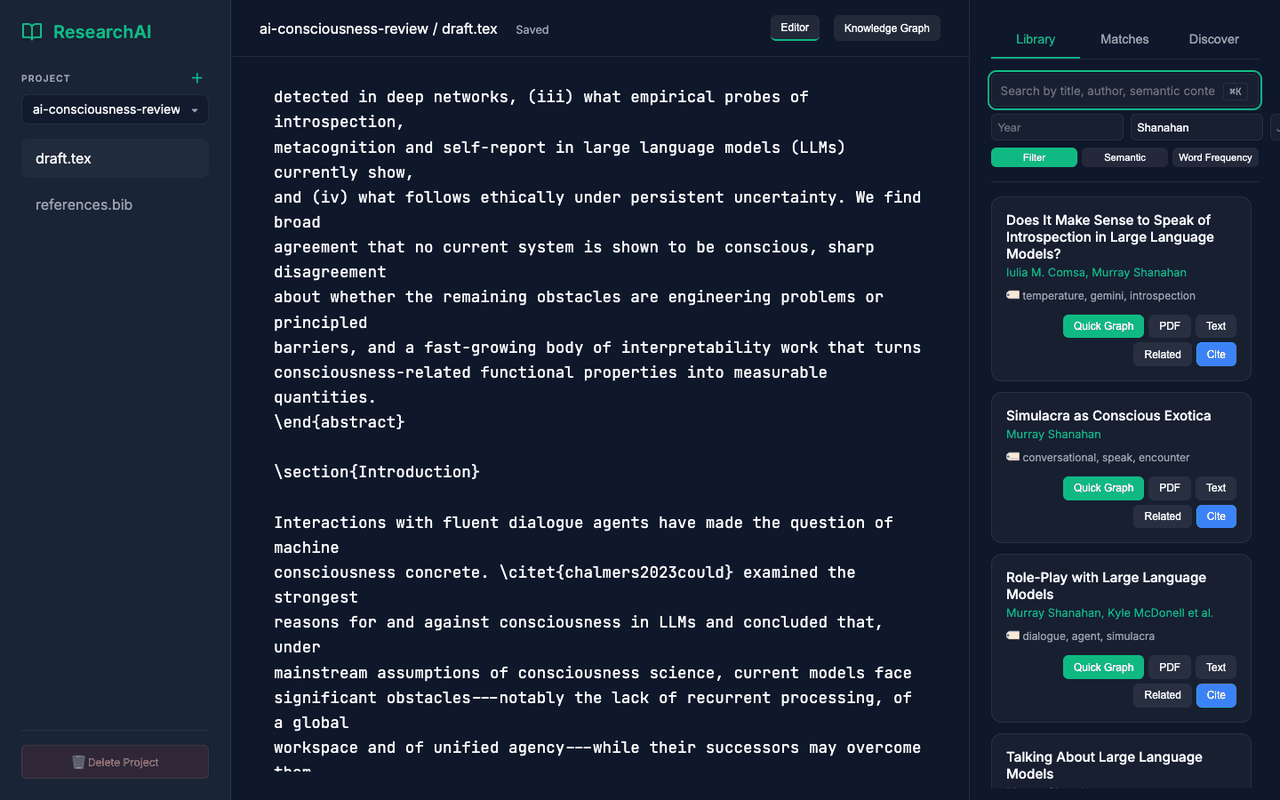 ResearchAI
PROJECT
+
ai-consciousness-review
draft.tex
references.bib
Delete Project
ai-consciousness-review / draft.tex
Saved
Editor
Knowledge Graph
detected in deep networks, (iii) what empirical probes of
introspection,
metacognition and self-report in large language models (LLMs)
currently show,
and (iv) what follows ethically under persistent uncertainty. We find
broad
agreement that no current system is shown to be conscious, sharp
disagreement
about whether the remaining obstacles are engineering problems or
principled
barriers, and a fast-growing body of interpretability work that turns
consciousness-related functional properties into measurable
quantities.
\end{abstract}
\section{Introduction}
Interactions with fluent dialogue agents have made the question of
machine
consciousness concrete. \citet{chalmers2023could} examined the
strongest
reasons for and against consciousness in LLMs and concluded that,
under
mainstream assumptions of consciousness science, current models face
significant obstacles---notably the lack of recurrent processing, of
a global
workspace and of unified agency---while their successors may overcome
them
Library
Matches
Discover
Search by title, author, semantic conte
⌘K
Year
Shanahan
Filter
Semantic
Word Frequency
Does It Make Sense to Speak of
Introspection in Large Language
Models?
Iulia M. Comsa, Murray Shanahan
temperature, gemini, introspection
Quick Graph
PDF
Text
Related
Cite
Simulacra as Conscious Exotica
Murray Shanahan
conversational, speak, encounter
Quick Graph
PDF
Text
Related
Cite
Role-Play with Large Language
Models
Murray Shanahan, Kyle McDonell et al.
dialogue, agent, simulacra
Quick Graph
PDF
Text
Related
Cite
Talking About Large Language
Models